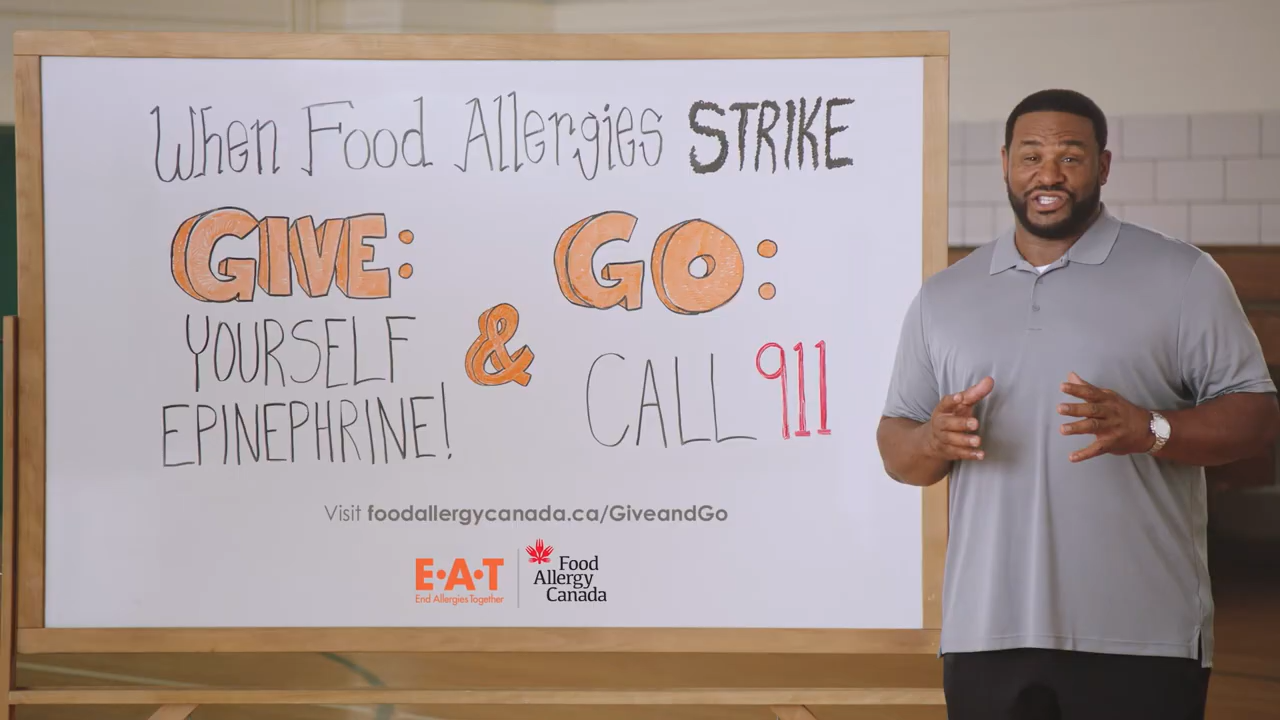 When Food Allergies STRIKE
GIVE: & GO:
YOURSELF
EPINEPHRINE!
CALL 911
Visit foodallergycanada.ca/GiveandGo
E•A•T
End Allergies Together
Food
Allergy
Canada